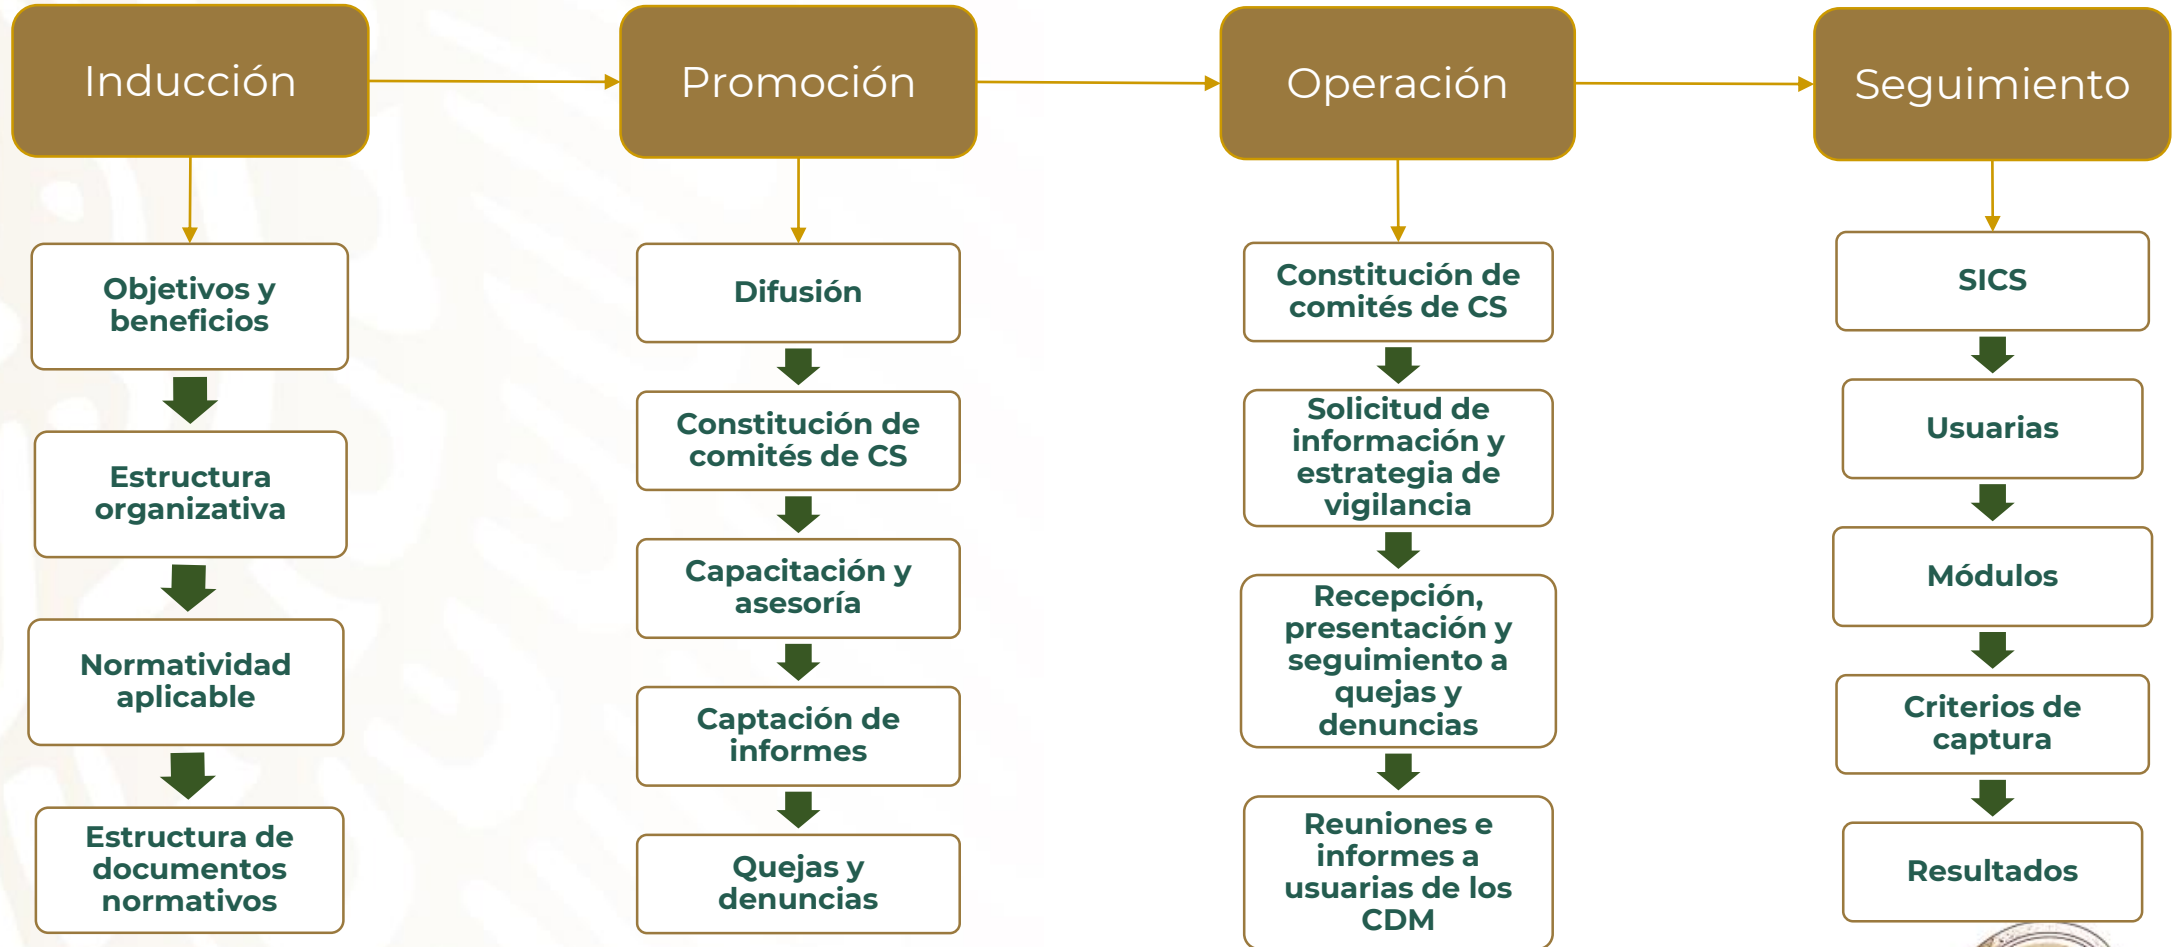 Inducción
Promoción
Operación
Seguimiento
Objetivos y
beneficios
Estructura
organizativa
Normatividad
aplicable
Estructura de
documentos
normativos
Difusión
Constitución de
comités de CS
Capacitación y
asesoría
Captación de
informes
Quejas y
denuncias
Constitución de
comités de CS
Solicitud de
información y
estrategia de
vigilancia
Recepción,
presentación y
seguimiento a
quejas y
denuncias
Reuniones e
informes a
usuarias de los
CDM
SICS
Usuarias
Módulos
Criterios de
captura
Resultados